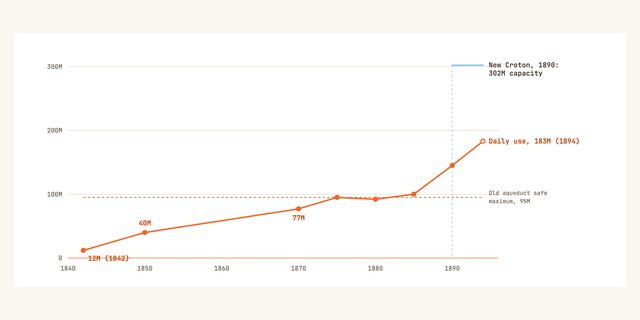 300M
New Croton, 1890:
302M capacity
200M
Daily use, 183M (1894)
100M
Old aqueduct safe
maximum, 95M
40M
77M
0
12M (1842)
1840
1850
1860
1870
1880
1890